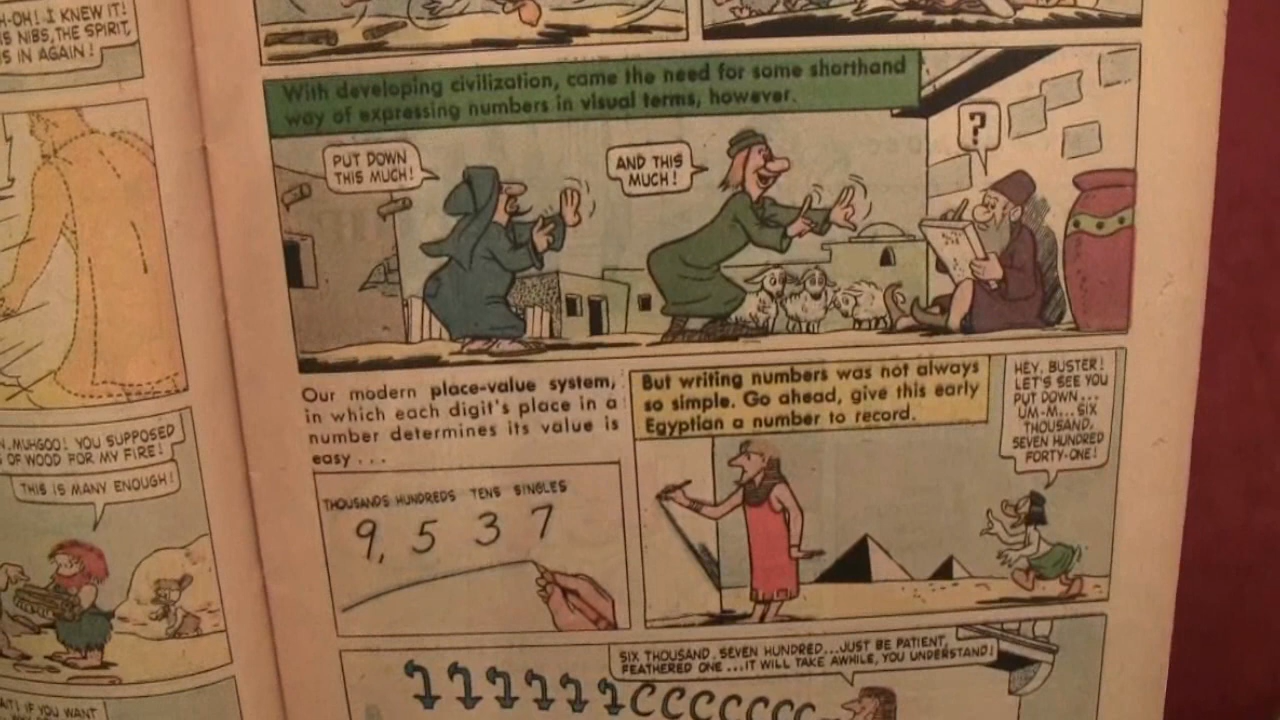 H-OH! I KNEW IT!
S NIBS, THE SPIRIT,
S IN AGAIN!
N..MUHGOO! YOU SUPPOSED
OF WOOD FOR MY FIRE!
THIS IS MANY ENOUGH!
IF YOU WANT
With developing civilization, came the need for some shorthand
way of expressing numbers in visual terms, however.
PUT DOWN
THIS MUCH!
AND THIS
MUCH!
?
Our modern place-value system,
in which each digit's place in a
number determines its value is
easy...
THOUSANDS HUNDREDS TENS SINGLES
9,537
But writing numbers was not always
so simple. Go ahead, give this early
Egyptian a number to record.
HEY, BUSTER!
LET'S SEE YOU
PUT DOWN...
UM-M... SIX
THOUSAND,
SEVEN HUNDRED
FORTY-ONE!
SIX THOUSAND, SEVEN HUNDRED...JUST BE PATIENT,
FEATHERED ONE...IT WILL TAKE AWHILE, YOU UNDERSTAND!